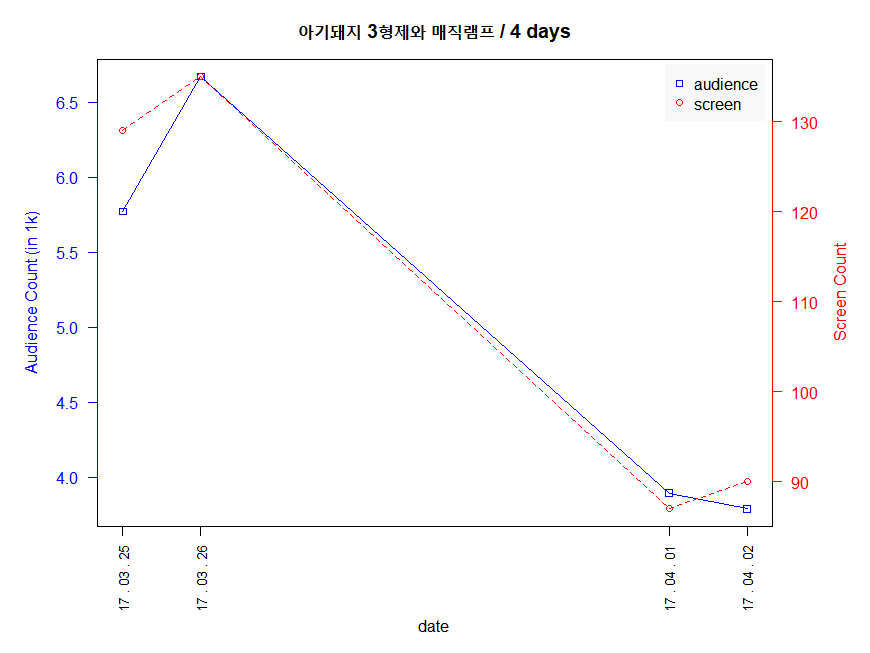 아기돼지 3형제와 매직램프 / 4 days
audience
screen
6.5
6.0
5.5
5.0
4.5
4.0
Audience Count (in 1k)
130
120
110
100
90
Screen Count
17 . 03 . 25
17 . 03 . 26
17 . 04 . 01
17 . 04 . 02
date